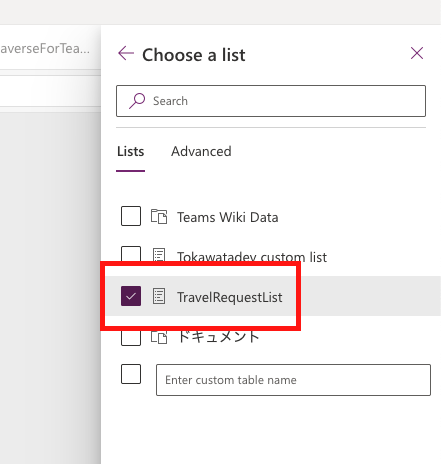 averseForTea...
Choose a list
Search
Lists
Advanced
Teams Wiki Data
Tokawatadev custom list
TravelRequestList
ドキュメント
Enter custom table name